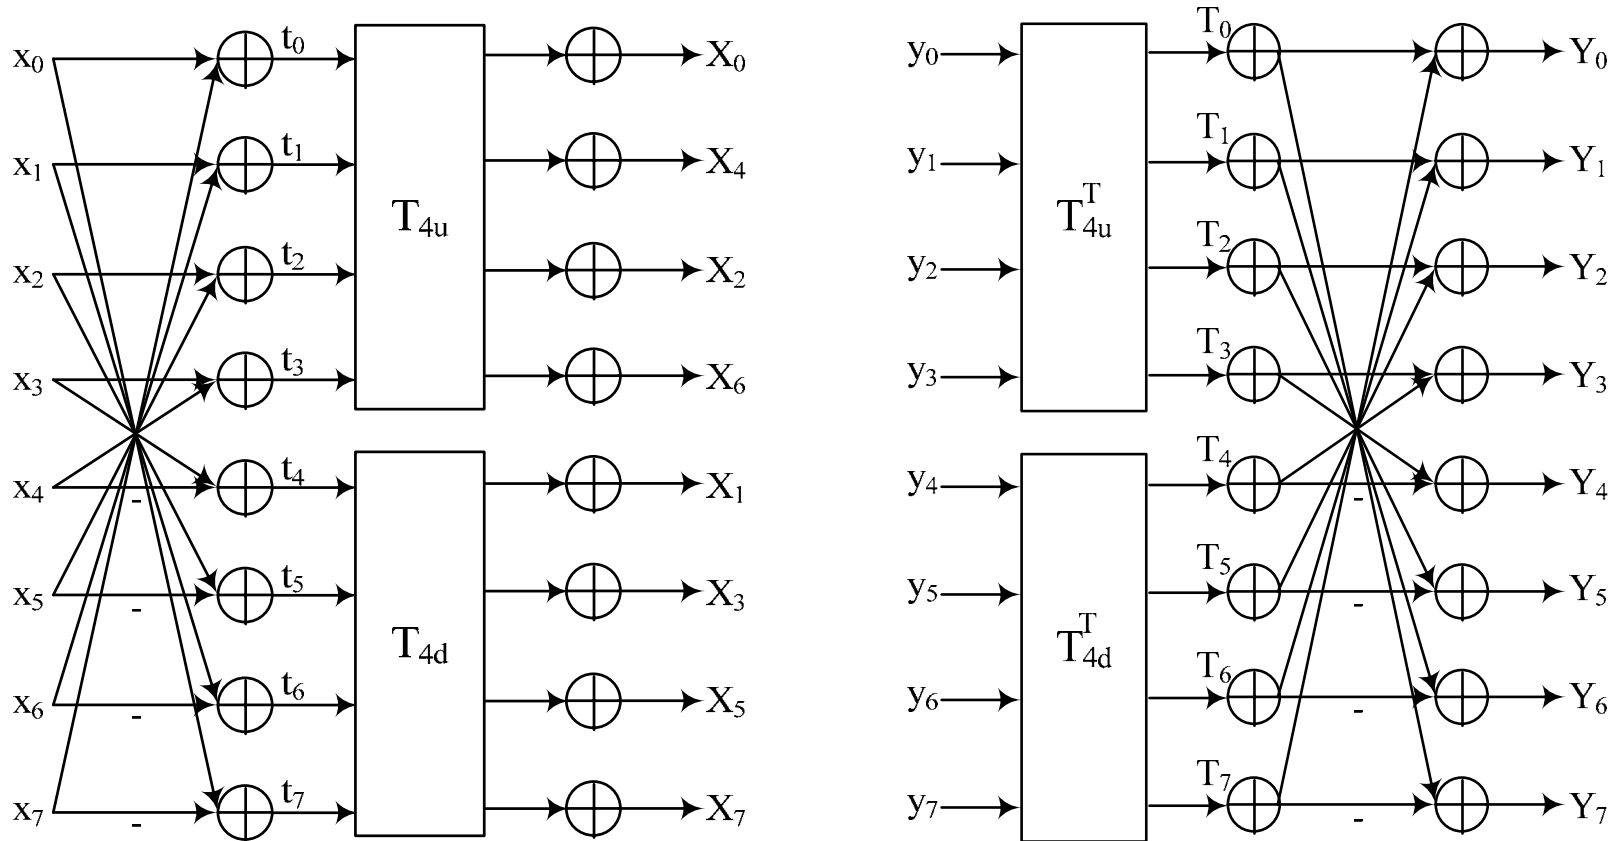 x0 t0 X0
x1 t1 X4
x2 t2 X2
x3 t3 X6
T4u
x4 - t4 X1
x5 - t5 X3
x6 - t6 X5
x7 - t7 X7
T4d
y0 T0 Y0
y1 T1 Y1
y2 T2 Y2
y3 T3 Y3
T4u^T
y4 T4 - Y4
y5 T5 - Y5
y6 T6 - Y6
y7 T7 - Y7
T4d^T